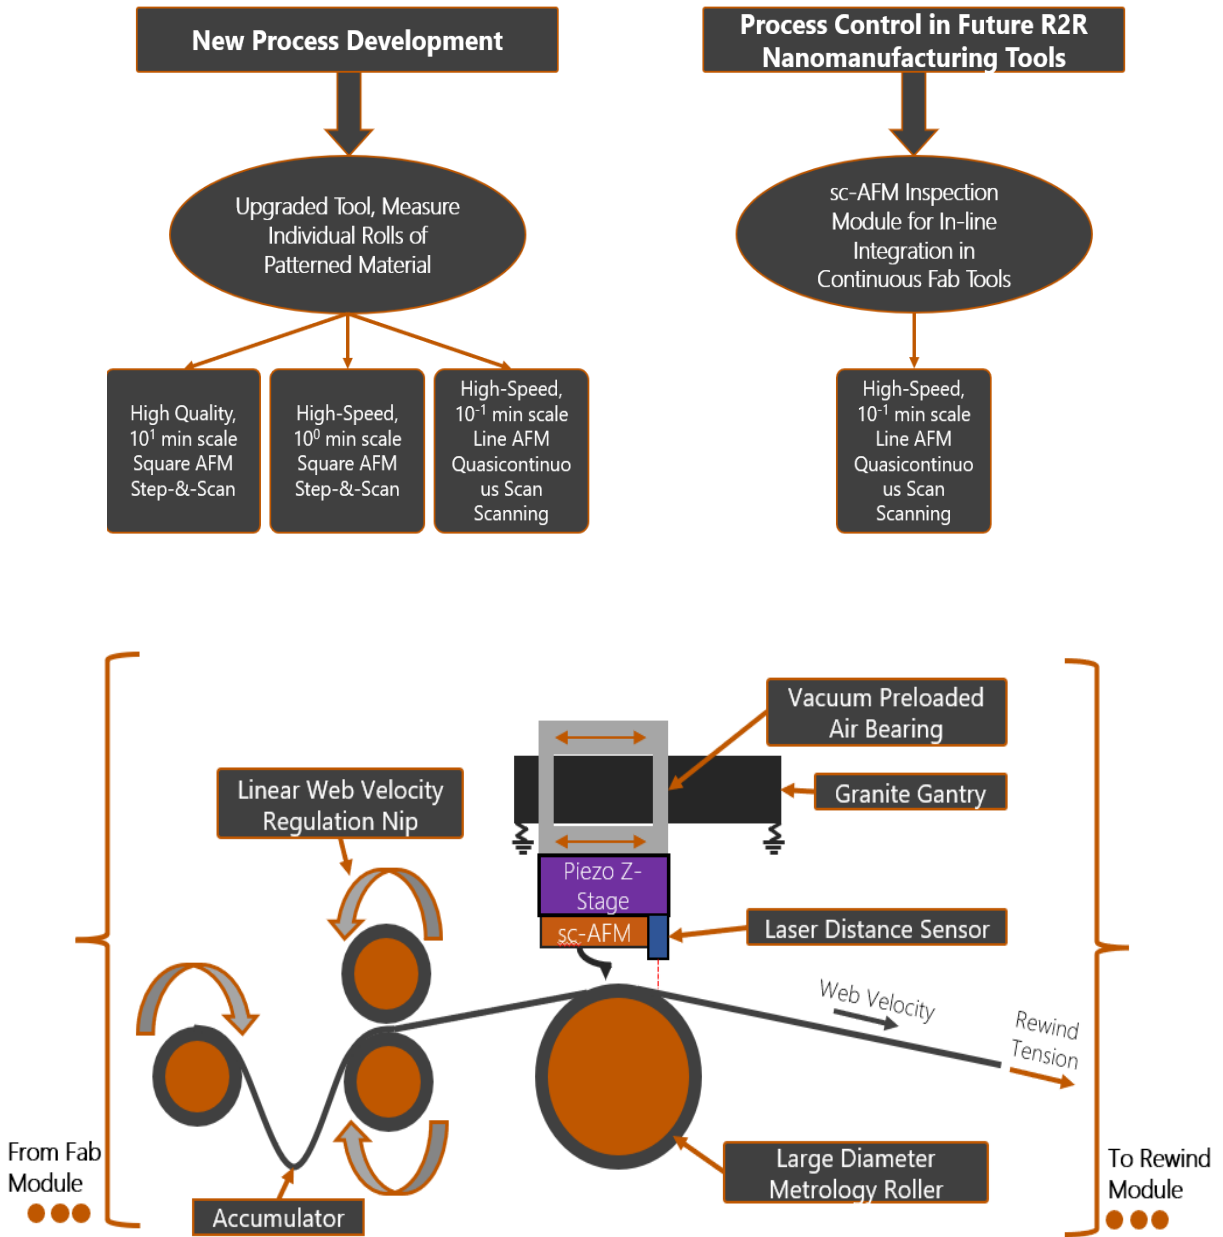 New Process Development
Process Control in Future R2R
Nanomanufacturing Tools
Upgraded Tool, Measure
Individual Rolls of
Patterned Material
sc-AFM Inspection
Module for In-line
Integration in
Continuous Fab Tools
High Quality,
10¹ min scale
Square AFM
Step-&-Scan
High-Speed,
10⁰ min scale
Square AFM
Step-&-Scan
High-Speed,
10⁻¹ min scale
Line AFM
Quasicontinuo
us Scan
Scanning
High-Speed,
10⁻¹ min scale
Line AFM
Quasicontinuo
us Scan
Scanning
Vacuum Preloaded
Air Bearing
Linear Web Velocity
Regulation Nip
Granite Gantry
Piezo Z-
Stage
sc-AFM
Laser Distance Sensor
Web Velocity
Rewind
Tension
From Fab
Module
Accumulator
Large Diameter
Metrology Roller
To Rewind
Module